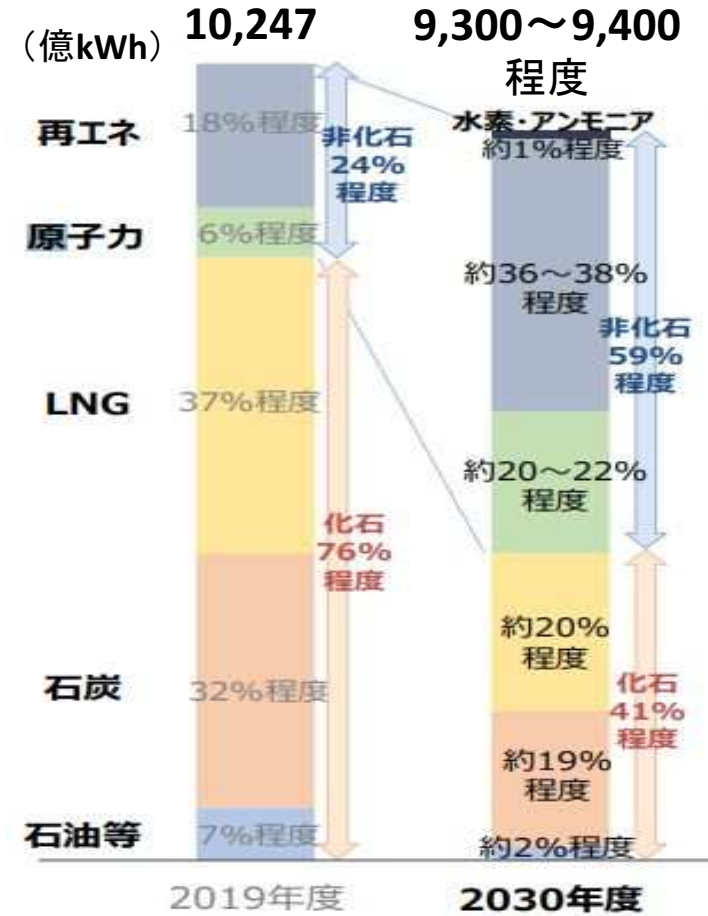 （億kWh）
10,247
9,300～9,400
程度
再エネ
原子力
LNG
石炭
石油等
18%程度
6%程度
37%程度
32%程度
7%程度
非化石
24%
程度
化石
76%
程度
2019年度
水素・アンモニア
約1%程度
約36～38%
程度
約20～22%
程度
約20%
程度
約19%
程度
約2%程度
非化石
59%
程度
化石
41%
程度
2030年度